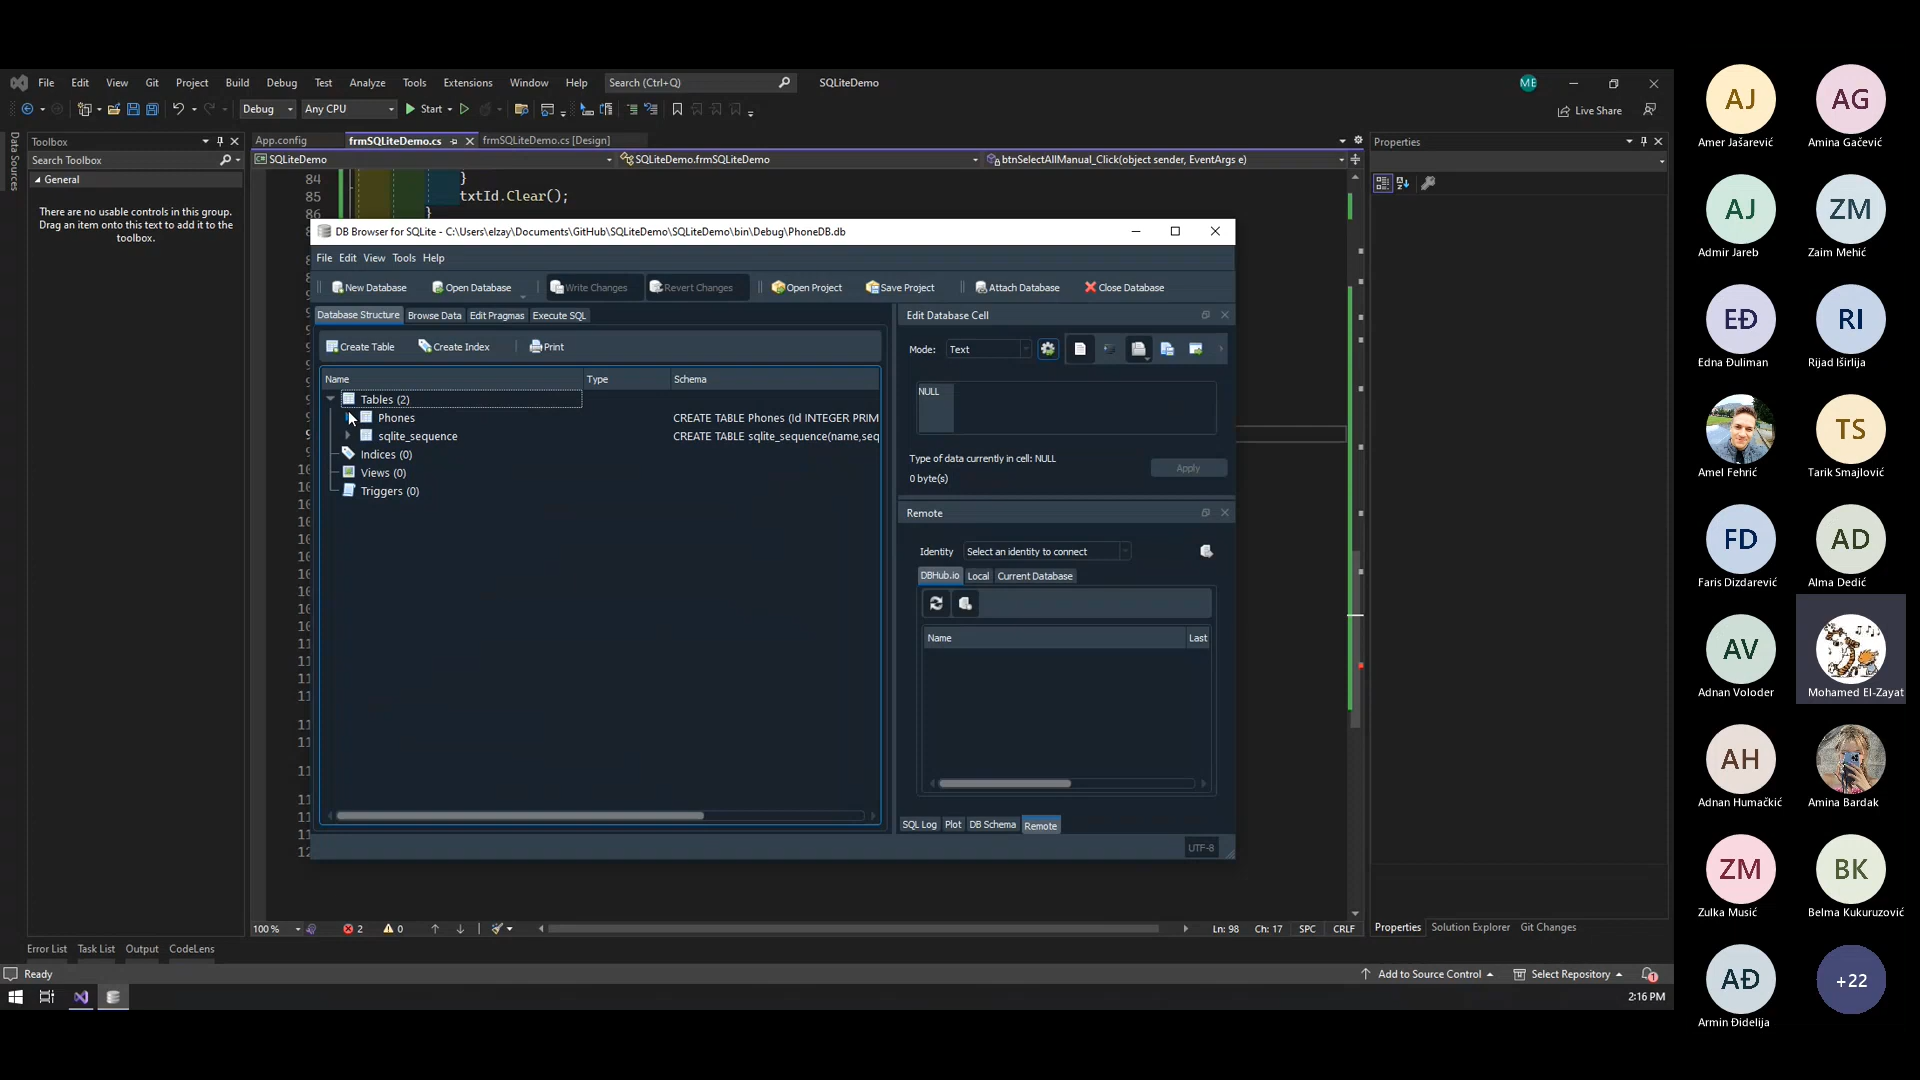 File Edit View Git Project Build Debug Test Analyze Tools Extensions Window Help Search (Ctrl+Q) SQLiteDemo ME
Debug Any CPU Start Live Share
Toolbox
Search Toolbox
General
There are no usable controls in this group.
Drag an item onto this text to add it to the
toolbox.
Data Sources
App.config frmSQLiteDemo.cs frmSQLiteDemo.cs [Design]
SQLiteDemo SQLiteDemo.frmSQLiteDemo btnSelectAllManual_Click(object sender, EventArgs e)
84 }
85 txtId.Clear();
86 }
DB Browser for SQLite - C:\Users\elzay\Documents\GitHub\SQLiteDemo\SQLiteDemo\bin\Debug\PhoneDB.db
File Edit View Tools Help
New Database Open Database Write Changes Revert Changes Open Project Save Project Attach Database Close Database
Database Structure Browse Data Edit Pragmas Execute SQL
Create Table Create Index Print
Name Type Schema
Tables (2)
Phones CREATE TABLE Phones (Id INTEGER PRIM
sqlite_sequence CREATE TABLE sqlite_sequence(name,seq
Indices (0)
Views (0)
Triggers (0)
Edit Database Cell
Mode: Text
NULL
Type of data currently in cell: NULL
0 byte(s)
Apply
Remote
Identity Select an identity to connect
DBHub.io Local Current Database
Name Last
SQL Log Plot DB Schema Remote
UTF-8
Properties
Properties Solution Explorer Git Changes
100 % 2 0 Ln: 98 Ch: 17 SPC CRLF
Error List Task List Output CodeLens
Ready Add to Source Control Select Repository 1
2:16 PM
AJ AG
Amer Jašarević Amina Gačević
AJ ZM
Admir Jareb Zaim Mehić
EĐ RI
Edna Đuliman Rijad Iširlija
TS
Amel Fehrić Tarik Smajlović
FD AD
Faris Dizdarević Alma Dedić
AV
Adnan Voloder Mohamed El-Zayat
AH
Adnan Humačkić Amina Bardak
ZM BK
Zulka Musić Belma Kukuruzović
AĐ +22
Armin Đidelija